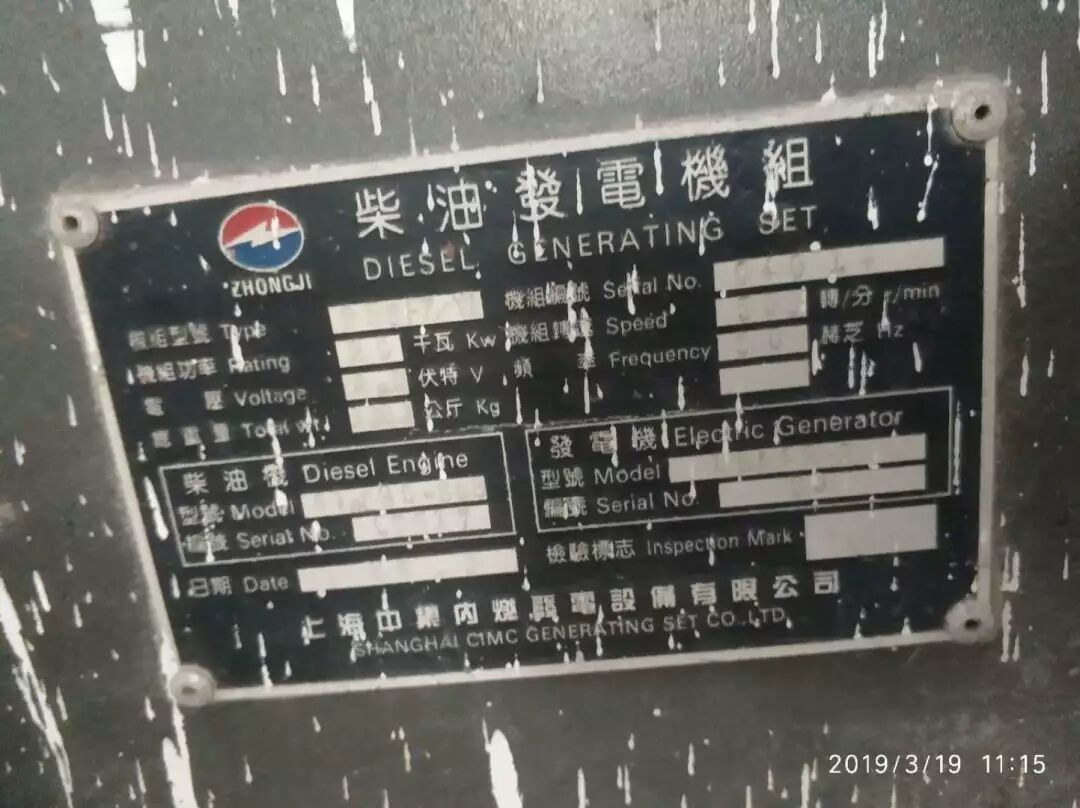 柴油發電機組
DIESEL GENERATING SET
ZHONGJI
機組型號 Type
機組編號 Serial No.
機組功率 Rating 千瓦 Kw
機組轉速 Speed 轉/分 r/min
電 壓 Voltage 伏特 V
頻 率 Frequency 赫芝 Hz
總重量 Total wt. 公斤 Kg
柴油機 Diesel Engine
型號 Model
編號 Serial No.
發電機 Electric Generator
型號 Model
編號 Serial No.
日期 Date
檢驗標志 Inspection Mark
上海中集內燃發電設備有限公司
SHANGHAI CIMC GENERATING SET CO.,LTD.
2019/3/19 11:15